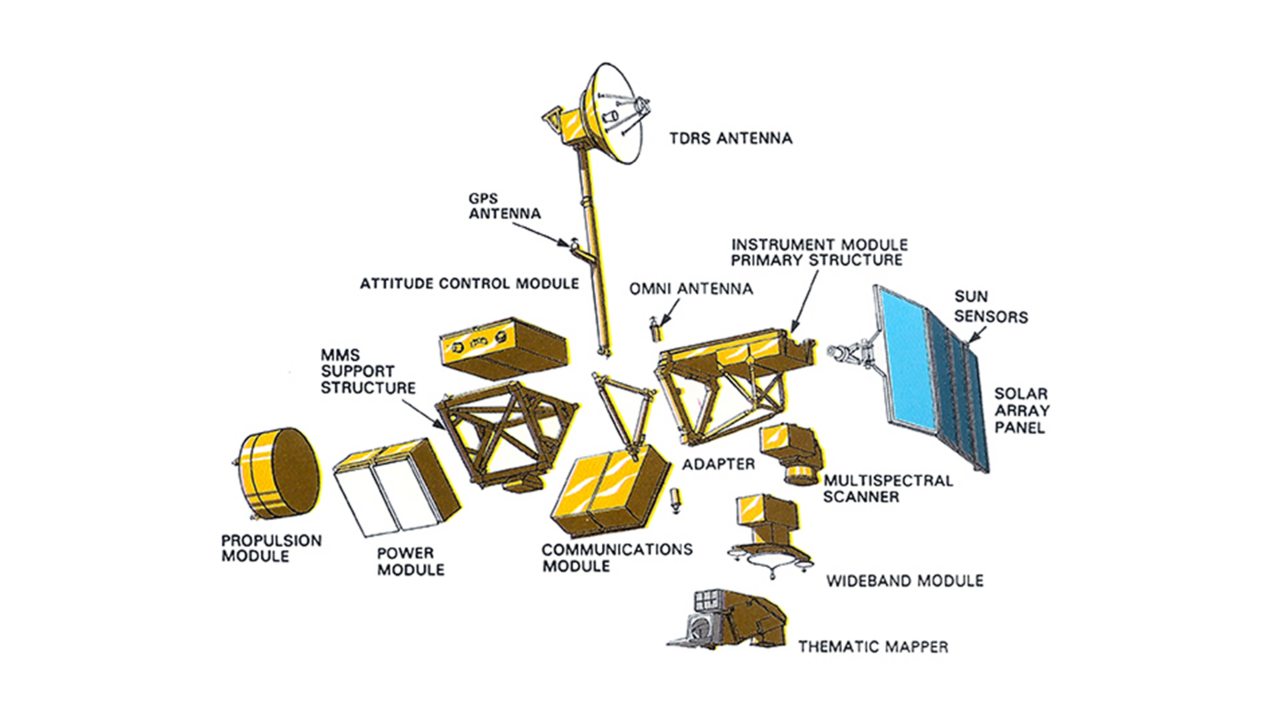 TDRS ANTENNA
GPS
ANTENNA
INSTRUMENT MODULE
PRIMARY STRUCTURE
ATTITUDE CONTROL MODULE
OMNI ANTENNA
SUN
SENSORS
MMS
SUPPORT
STRUCTURE
SOLAR
ARRAY
PANEL
ADAPTER
MULTISPECTRAL
SCANNER
PROPULSION
MODULE
POWER
MODULE
COMMUNICATIONS
MODULE
WIDEBAND MODULE
THEMATIC MAPPER